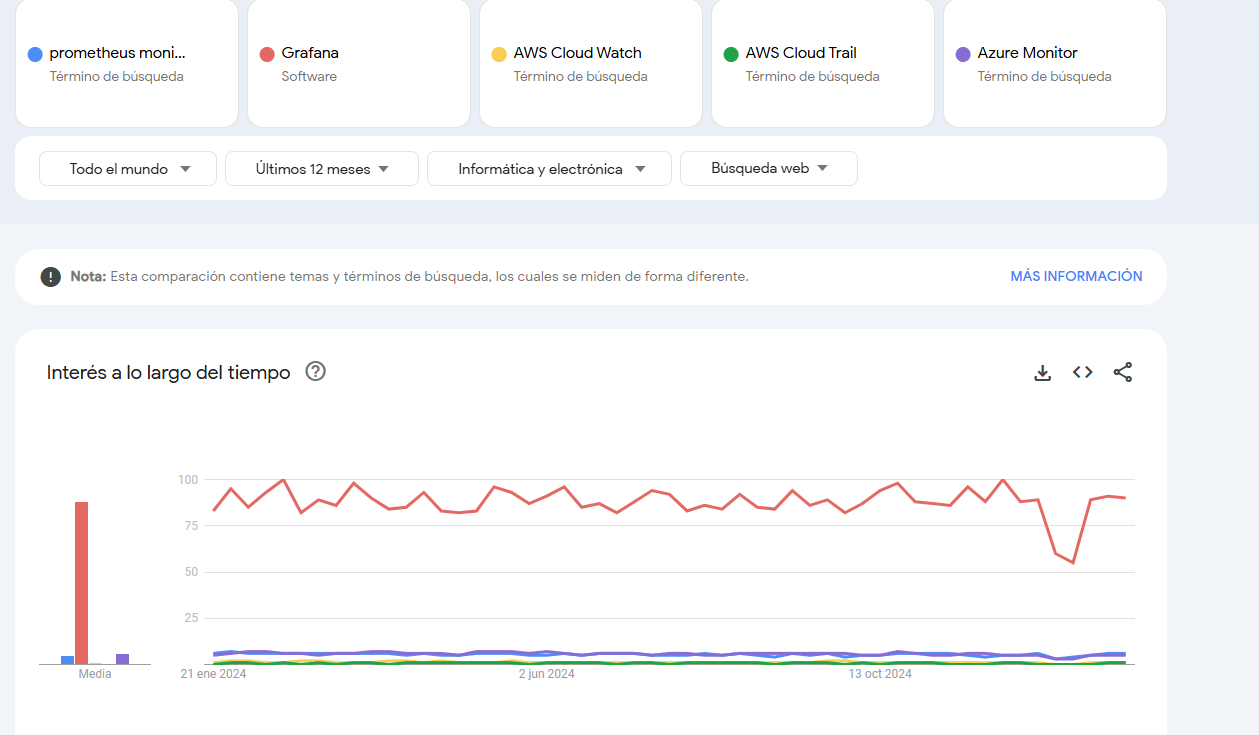 prometheus moni...
Término de búsqueda
Grafana
Software
AWS Cloud Watch
Término de búsqueda
AWS Cloud Trail
Término de búsqueda
Azure Monitor
Término de búsqueda
Todo el mundo
Últimos 12 meses
Informática y electrónica
Búsqueda web
Nota: Esta comparación contiene temas y términos de búsqueda, los cuales se miden de forma diferente.
MÁS INFORMACIÓN
Interés a lo largo del tiempo
100
75
50
25
Media
21 ene 2024
2 jun 2024
13 oct 2024